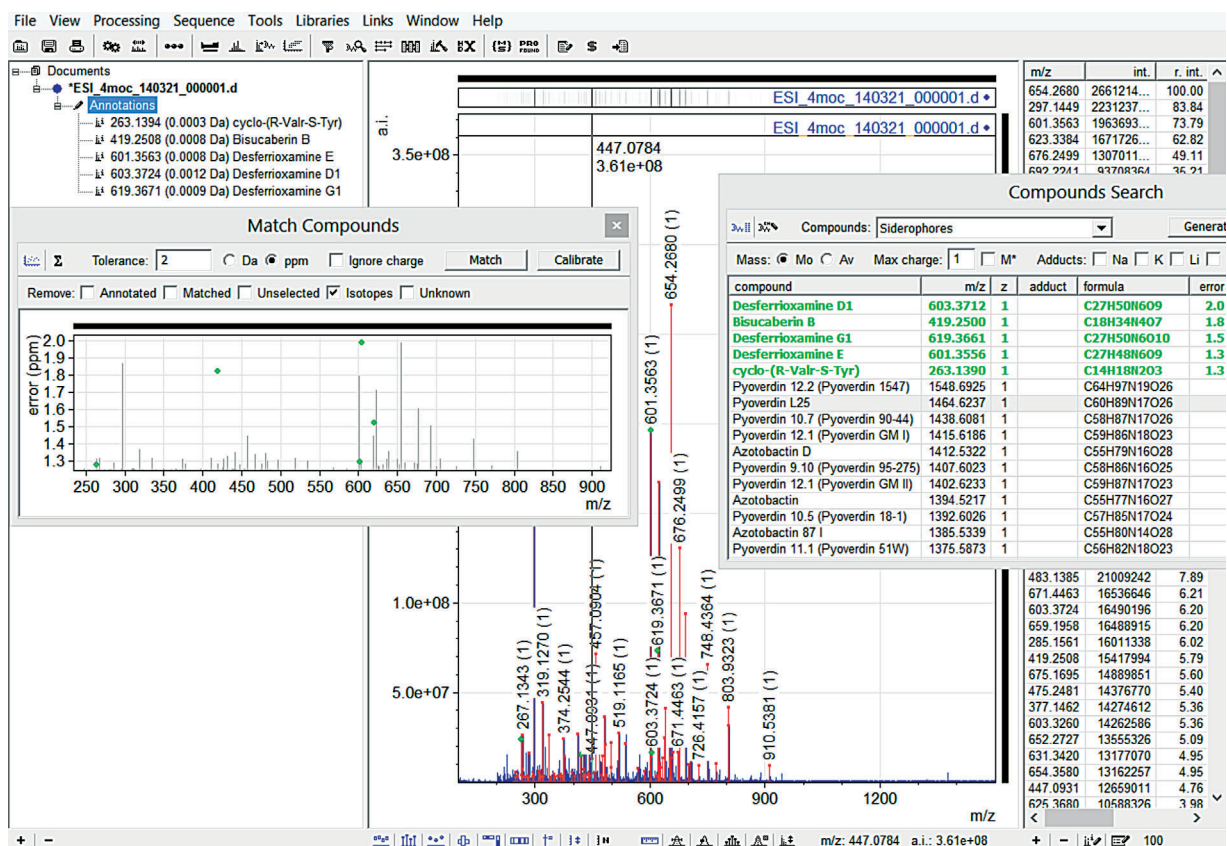 File View Processing Sequence Tools Libraries Links Window Help
Documents
*ESI_4moc_140321_000001.d
Annotations
263.1394 (0.0003 Da) cyclo-(R-Valr-S-Tyr)
419.2508 (0.0008 Da) Bisucaberin B
601.3563 (0.0008 Da) Desferrioxamine E
603.3724 (0.0012 Da) Desferrioxamine D1
619.3671 (0.0009 Da) Desferrioxamine G1
ESI_4moc_140321_000001.d
ESI_4moc_140321_000001.d
a.i.
447.0784
3.61e+08
3.5e+08
1.0e+08
5.0e+07
654.2680 (1)
601.3563 (1)
676.2499 (1)
267.1343 (1)
319.1270 (1)
374.2544 (1)
447.0931 (1)
457.0904 (1)
519.1165 (1)
603.3724 (1)
619.3671 (1)
671.4463 (1)
726.4157 (1)
748.4364 (1)
803.9323 (1)
910.5381 (1)
300 600 900 1200
m/z
m/z int. r. int.
654.2680 2661214... 100.00
297.1449 2231237... 83.84
601.3563 1963693... 73.79
623.3384 1671726... 62.82
676.2499 1307011... 49.11
692.2241 93708364 35.21
Match Compounds
Tolerance: 2 Da ppm Ignore charge Match Calibrate
Remove: Annotated Matched Unselected Isotopes Unknown
error (ppm)
2.0
1.9
1.8
1.7
1.6
1.5
1.4
1.3
250 300 350 400 450 500 550 600 650 700 750 800 850 900
m/z
Compounds Search
Compounds: Siderophores Generat
Mass: Mo Av Max charge: 1 M* Adducts: Na K Li
compound m/z z adduct formula error
Desferrioxamine D1 603.3712 1 C27H50N6O9 2.0
Bisucaberin B 419.2500 1 C18H34N4O7 1.8
Desferrioxamine G1 619.3661 1 C27H50N6O10 1.5
Desferrioxamine E 601.3556 1 C27H48N6O9 1.3
cyclo-(R-Valr-S-Tyr) 263.1390 1 C14H18N2O3 1.3
Pyoverdin 12.2 (Pyoverdin 1547) 1548.6925 1 C64H97N19O26
Pyoverdin L25 1464.6237 1 C60H89N17O26
Pyoverdin 10.7 (Pyoverdin 90-44) 1438.6081 1 C58H87N17O26
Pyoverdin 12.1 (Pyoverdin GM I) 1415.6186 1 C59H86N18O23
Azotobactin D 1412.5322 1 C55H79N16O28
Pyoverdin 9.10 (Pyoverdin 95-275) 1407.6023 1 C58H86N16O25
Pyoverdin 12.1 (Pyoverdin GM II) 1402.6233 1 C59H87N17O23
Azotobactin 1394.5217 1 C55H77N16O27
Pyoverdin 10.5 (Pyoverdin 18-1) 1392.6026 1 C57H85N17O24
Azotobactin 87 I 1385.5339 1 C55H80N14O28
Pyoverdin 11.1 (Pyoverdin 51W) 1375.5873 1 C56H82N18O23
483.1385 21009242 7.89
671.4463 16536646 6.21
603.3724 16490196 6.20
659.1958 16488915 6.20
285.1561 16011338 6.02
419.2508 15417994 5.79
675.1695 14889851 5.60
475.2481 14376770 5.40
377.1462 14274612 5.36
603.3260 14262586 5.36
652.2727 13555326 5.09
631.3420 13177070 4.95
654.3580 13162257 4.95
447.0931 12659011 4.76
625.3680 10588326 3.98
m/z: 447.0784 a.i.: 3.61e+08
100